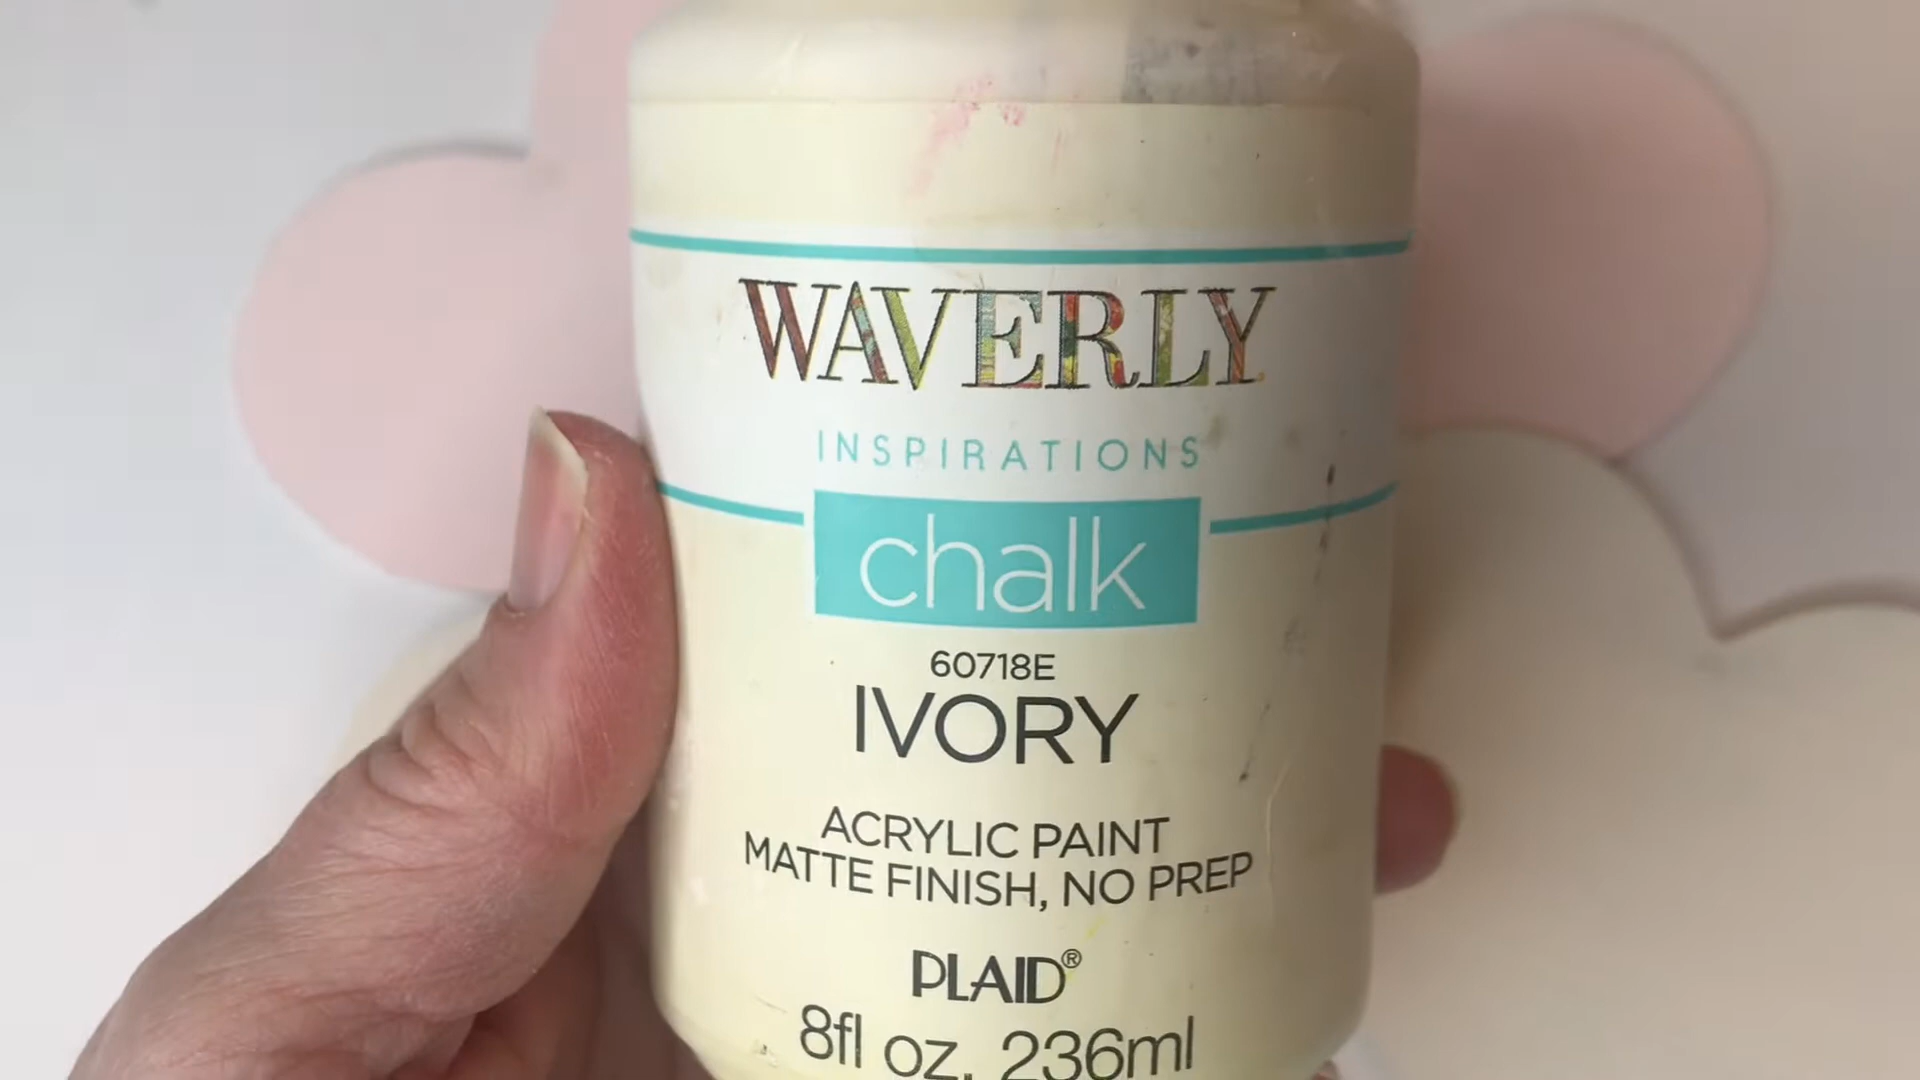 WAVERLY
INSPIRATIONS
chalk
60718E
IVORY
ACRYLIC PAINT
MATTE FINISH, NO PREP
PLAID®
8fl oz. 236ml